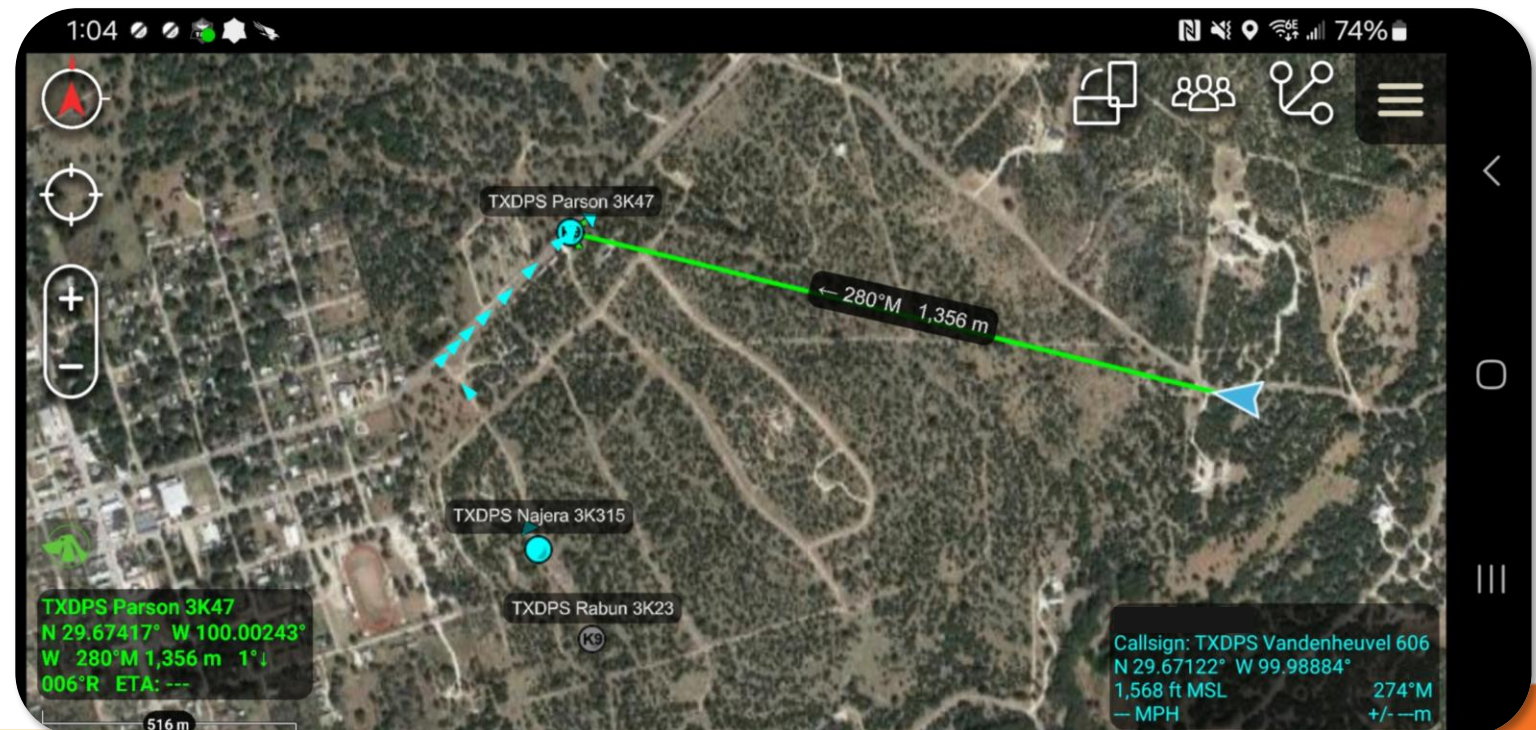 1:04
6E
74%
TXDPS Parson 3K47
← 280°M 1,356 m
TXDPS Najera 3K315
TXDPS Rabun 3K23
K9
TXDPS Parson 3K47
N 29.67417° W 100.00243°
W 280°M 1,356 m 1°↓
006°R ETA: ---
516 m
Callsign: TXDPS Vandenheuvel 606
N 29.67122° W 99.98884°
1,568 ft MSL 274°M
--- MPH +/- ---m